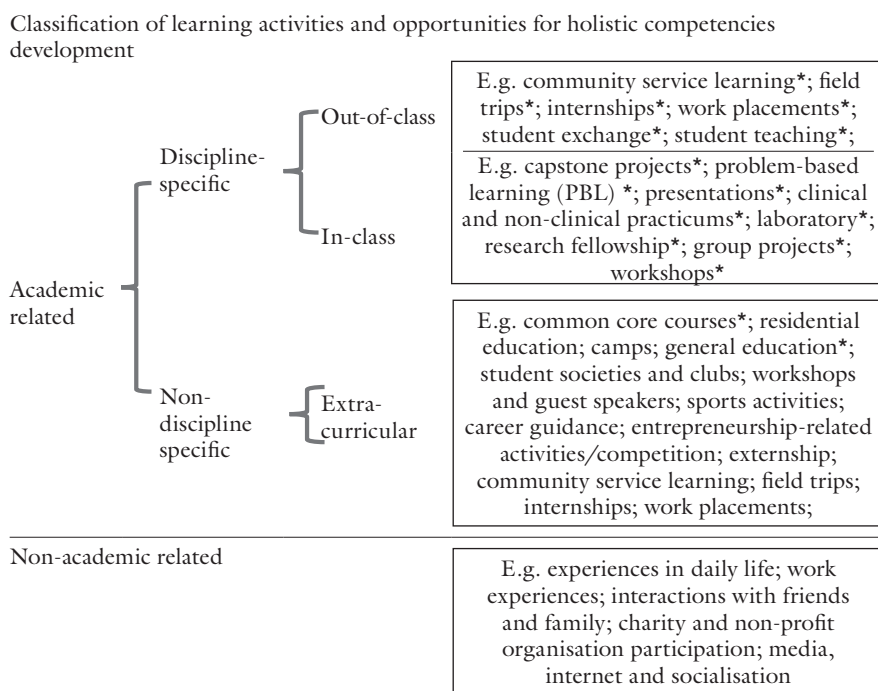 Classification of learning activities and opportunities for holistic competencies
development
Academic
related
Discipline-
specific
Out-of-class
E.g. community service learning*; field
trips*; internships*; work placements*;
student exchange*; student teaching*;
In-class
E.g. capstone projects*; problem-based
learning (PBL) *; presentations*; clinical
and non-clinical practicums*; laboratory*;
research fellowship*; group projects*;
workshops*
Non-
discipline
specific
Extra-
curricular
E.g. common core courses*; residential
education; camps; general education*;
student societies and clubs; workshops
and guest speakers; sports activities;
career guidance; entrepreneurship-related
activities/competition; externship;
community service learning; field trips;
internships; work placements;
Non-academic related
E.g. experiences in daily life; work
experiences; interactions with friends
and family; charity and non-profit
organisation participation; media,
internet and socialisation